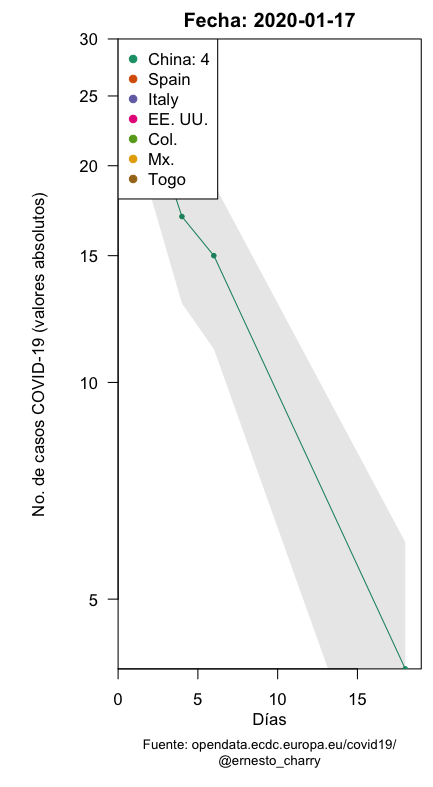 Fecha: 2020-01-17
30
25
20
15
10
5
No. de casos COVID-19 (valores absolutos)
China: 4
Spain
Italy
EE. UU.
Col.
Mx.
Togo
0 5 10 15
Días
Fuente: opendata.ecdc.europa.eu/covid19/
@ernesto_charry